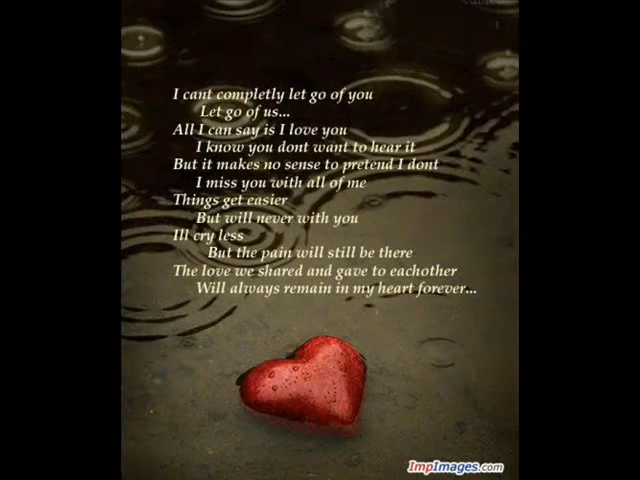 I cant completly let go of you
Let go of us...
All I can say is I love you
I know you dont want to hear it
But it makes no sense to pretend I dont
I miss you with all of me
Things get easier
But will never with you
Ill cry less
But the pain will still be there
The love we shared and gave to eachother
Will always remain in my heart forever...
ImpImages.com